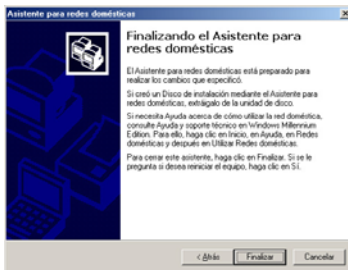 Asistente para redes domésticas
Finalizando el Asistente para
redes domésticas
El Asistente para redes domésticas está preparado para
realizar los cambios que especificó.
Si creó un Disco de instalación mediante el Asistente para
redes domésticas, extráigalo de la unidad de disco.
Si necesita Ayuda acerca de cómo utilizar la red doméstica,
consulte Ayuda y soporte técnico en Windows Millennium
Edition. Para ello, haga clic en Inicio, en Ayuda, en Redes
domésticas y después en Utilizar Redes domésticas.
Para cerrar este asistente, haga clic en Finalizar. Si se le
pregunta si desea reiniciar el equipo, haga clic en Sí.
< Atrás Finalizar Cancelar